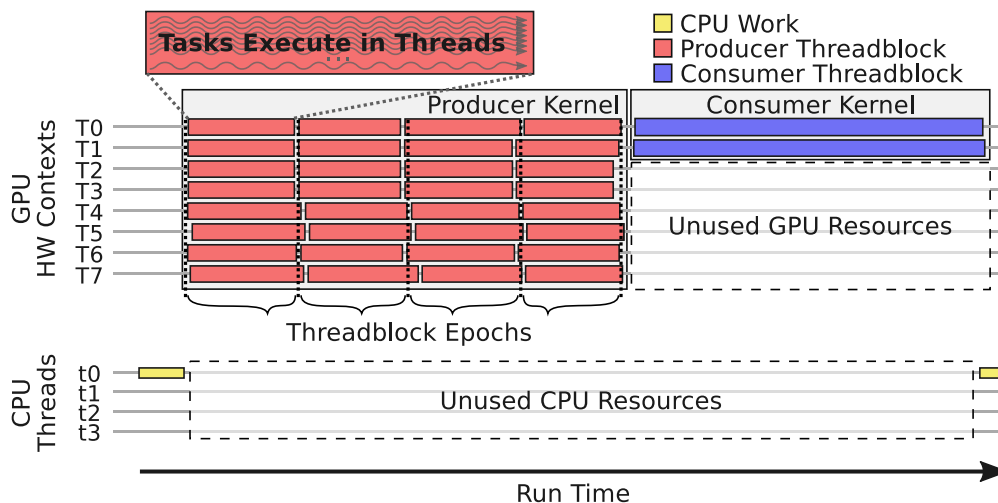 Tasks Execute in Threads
...
CPU Work
Producer Threadblock
Consumer Threadblock
Producer Kernel
Consumer Kernel
GPU
HW Contexts
T0
T1
T2
T3
T4
T5
T6
T7
Unused GPU Resources
Threadblock Epochs
CPU
Threads
t0
t1
t2
t3
Unused CPU Resources
Run Time